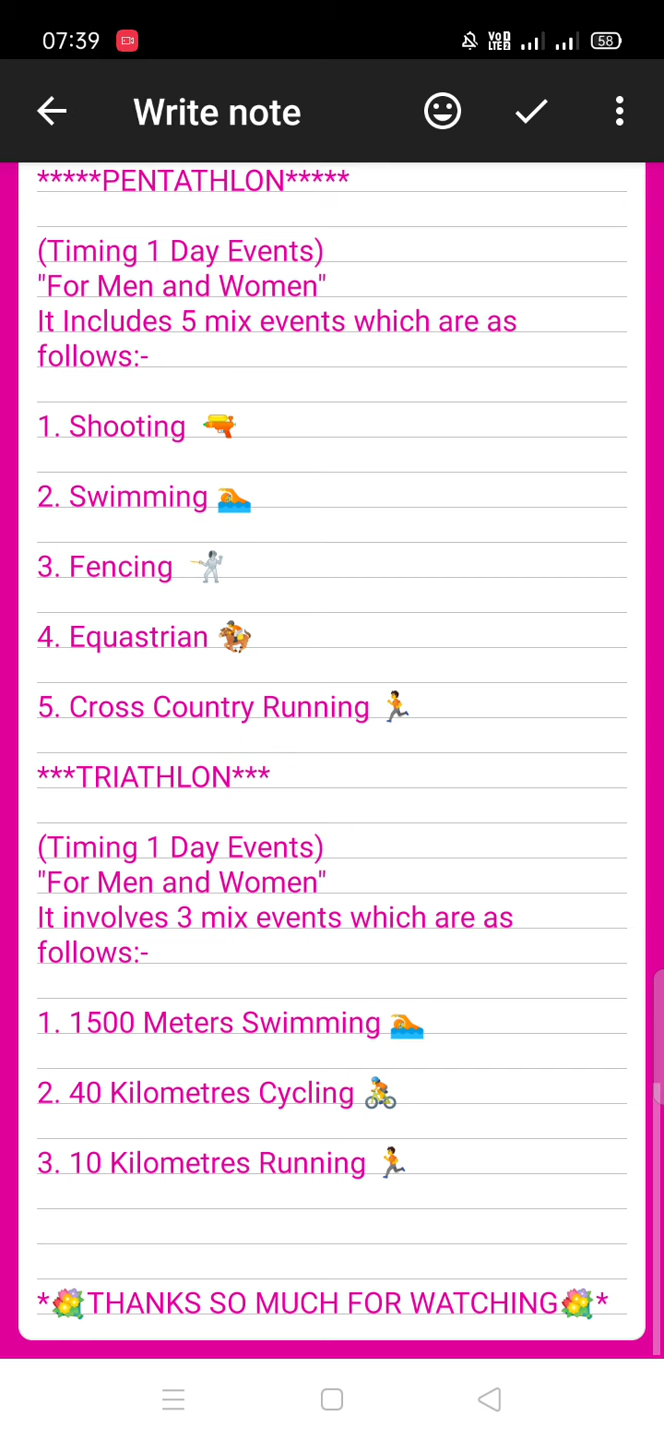 07:39 VoD LTE2 58
Write note
*****PENTATHLON*****
(Timing 1 Day Events)
"For Men and Women"
It Includes 5 mix events which are as
follows:-
1. Shooting 🔫
2. Swimming 🏊
3. Fencing 🤺
4. Equastrian 🏇
5. Cross Country Running 🏃
***TRIATHLON***
(Timing 1 Day Events)
"For Men and Women"
It involves 3 mix events which are as
follows:-
1. 1500 Meters Swimming 🏊
2. 40 Kilometres Cycling 🚴
3. 10 Kilometres Running 🏃
*💐THANKS SO MUCH FOR WATCHING💐*